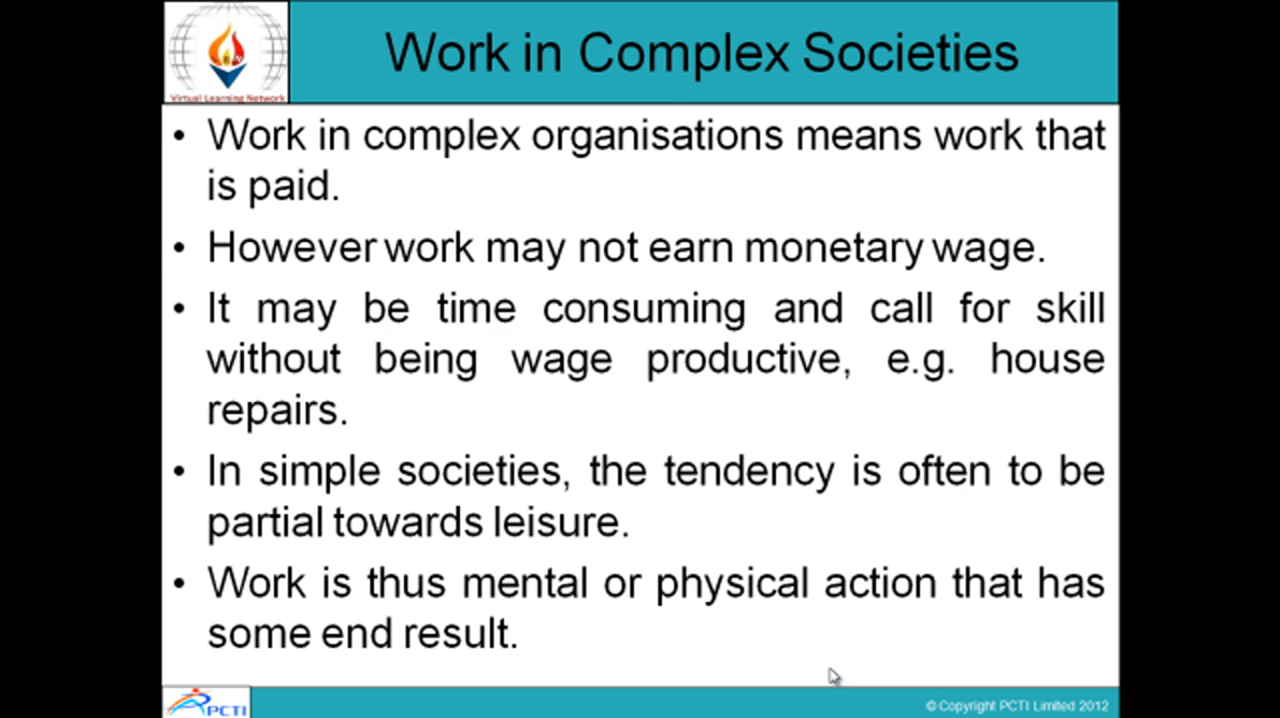 Work in Complex Societies
Virtual Learning Network
• Work in complex organisations means work that
is paid.
• However work may not earn monetary wage.
• It may be time consuming and call for skill
without being wage productive, e.g. house
repairs.
• In simple societies, the tendency is often to be
partial towards leisure.
• Work is thus mental or physical action that has
some end result.
PCTI
© Copyright PCTI Limited 2012